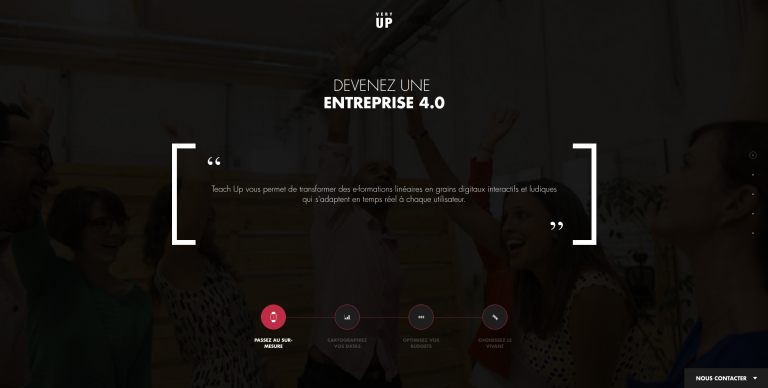 VERY
UP
DEVENEZ UNE
ENTREPRISE 4.0
“
Teach Up vous permet de transformer des e-formations linéaires en grains digitaux interactifs et ludiques
qui s'adaptent en temps réel à chaque utilisateur.
”
PASSEZ AU SUR-
MESURE
CARTOGRAPHIEZ
VOS DATAS
OPTIMISEZ VOS
BUDGETS
CHOISISSEZ LE
VIVANT
NOUS CONTACTER